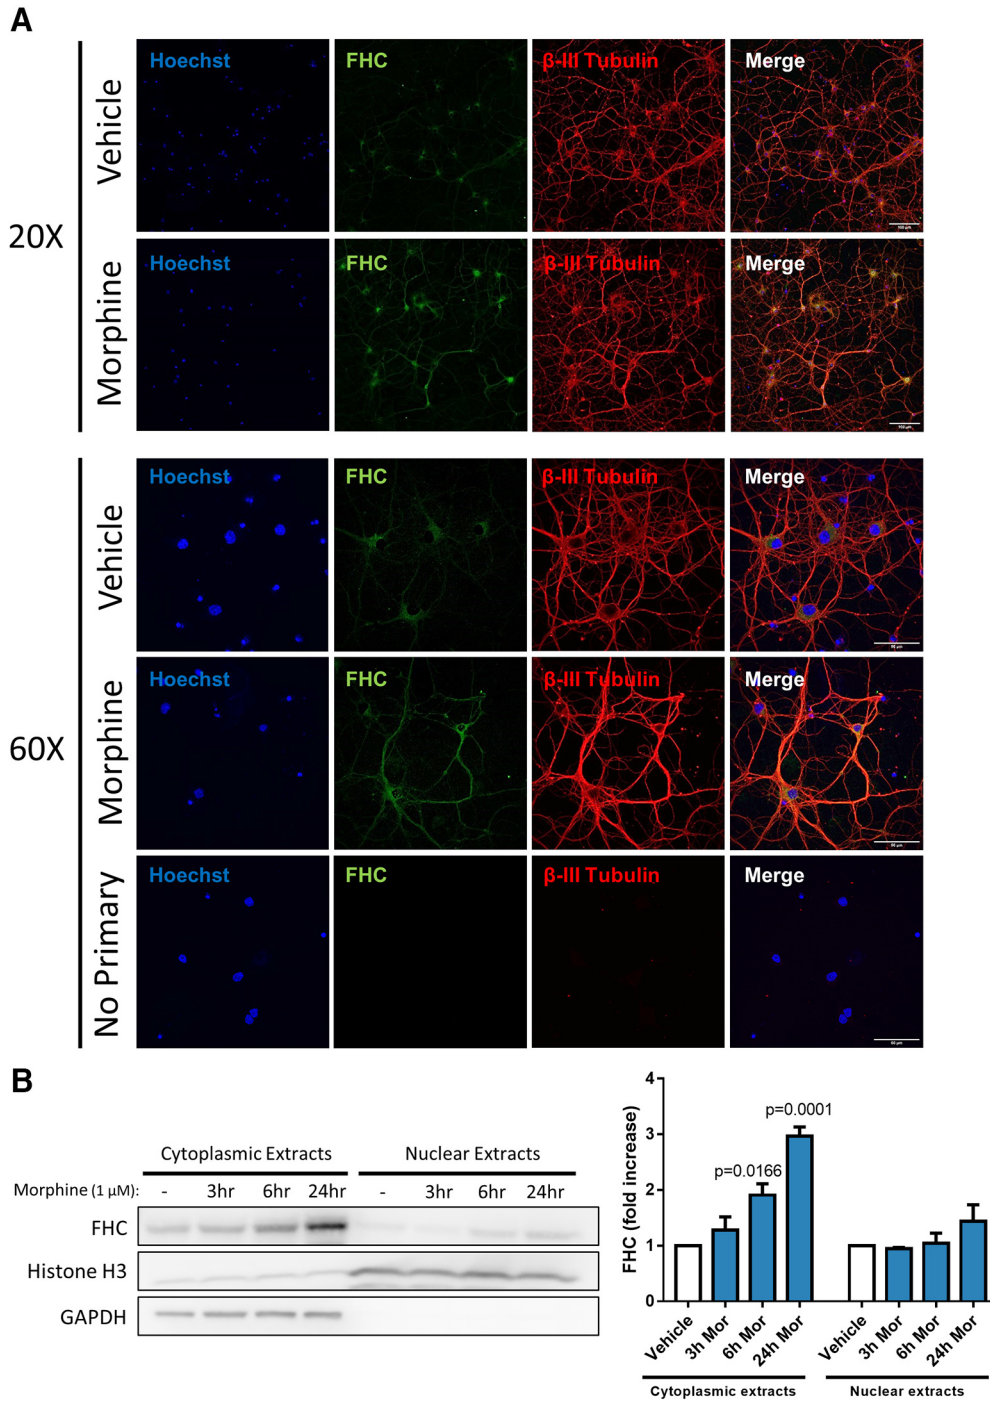 A
Vehicle
Hoechst
FHC
β-III Tubulin
Merge
100 μm
20X
Morphine
Hoechst
FHC
β-III Tubulin
Merge
100 μm
Vehicle
Hoechst
FHC
β-III Tubulin
Merge
60X
Morphine
Hoechst
FHC
β-III Tubulin
Merge
No Primary
Hoechst
FHC
β-III Tubulin
Merge
B
Cytoplasmic Extracts Nuclear Extracts
Morphine (1 μM): - 3hr 6hr 24hr - 3hr 6hr 24hr
FHC
Histone H3
GAPDH
FHC (fold increase)
4
3
2
1
0
p=0.0166
p=0.0001
Vehicle
3h Mor
6h Mor
24h Mor
Vehicle
3h Mor
6h Mor
24h Mor
Cytoplasmic extracts
Nuclear extracts